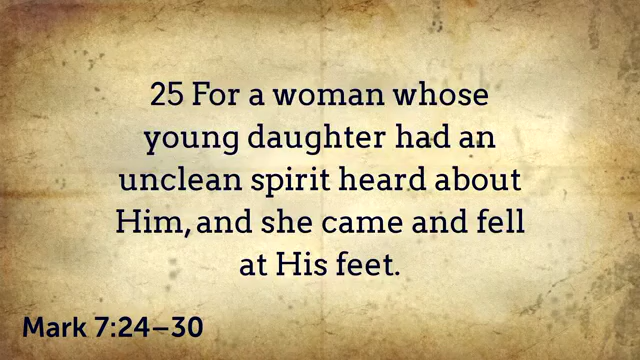 25 For a woman whose
young daughter had an
unclean spirit heard about
Him, and she came and fell
at His feet.
Mark 7:24–30